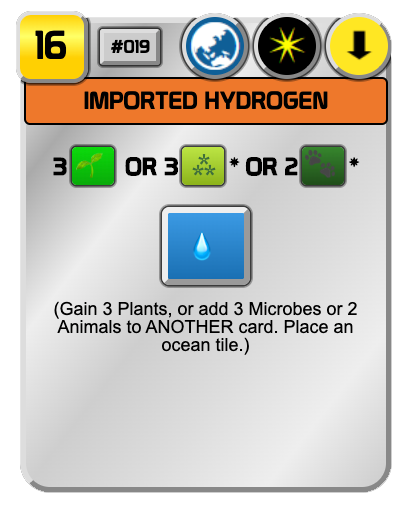 16 #019
IMPORTED HYDROGEN
3 OR 3 * OR 2 *
(Gain 3 Plants, or add 3 Microbes or 2
Animals to ANOTHER card. Place an
ocean tile.)